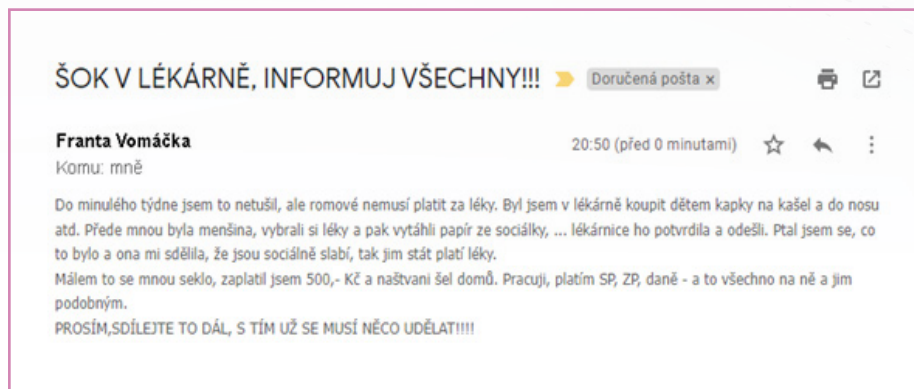 ŠOK V LÉKÁRNĚ, INFORMUJ VŠECHNY!!! Doručená pošta ×
Franta Vomáčka 20:50 (před 0 minutami)
Komu: mně
Do minulého týdne jsem to netušil, ale romové nemusí platit za léky. Byl jsem v lékárně koupit dětem kapky na kašel a do nosu
atd. Přede mnou byla menšina, vybrali si léky a pak vytáhli papír ze sociálky, ... lékárnice ho potvrdila a odešli. Ptal jsem se, co
to bylo a ona mi sdělila, že jsou sociálně slabí, tak jim stát platí léky.
Málem to se mnou seklo, zaplatil jsem 500,- Kč a naštvaní šel domů. Pracuji, platím SP, ZP, daně - a to všechno na ně a jim
podobným.
PROSÍM,SDÍLEJTE TO DÁL, S TÍM UŽ SE MUSÍ NĚCO UDĚLAT!!!!